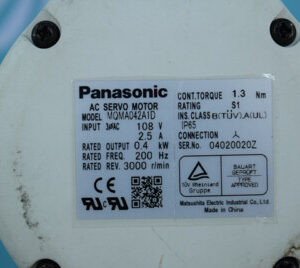 Panasonic
AC SERVO MOTOR
MODEL MQMA042A1D
INPUT 3øAC 108 V
2.5 A
RATED OUTPUT 0.4 kW
RATED FREQ. 200 Hz
RATED REV. 3000 r/min
CONT.TORQUE 1.3 Nm
RATING S1
INS.CLASS B(TÜV),A(UL)
IP65
CONNECTION
SER.No. 04020020Z
TÜV Rheinland
Gruppe
BAUART
GEPRÜFT
TYPE
APPROVED
CE
Matsushita Electric Industrial Co.,Ltd.
Made in China